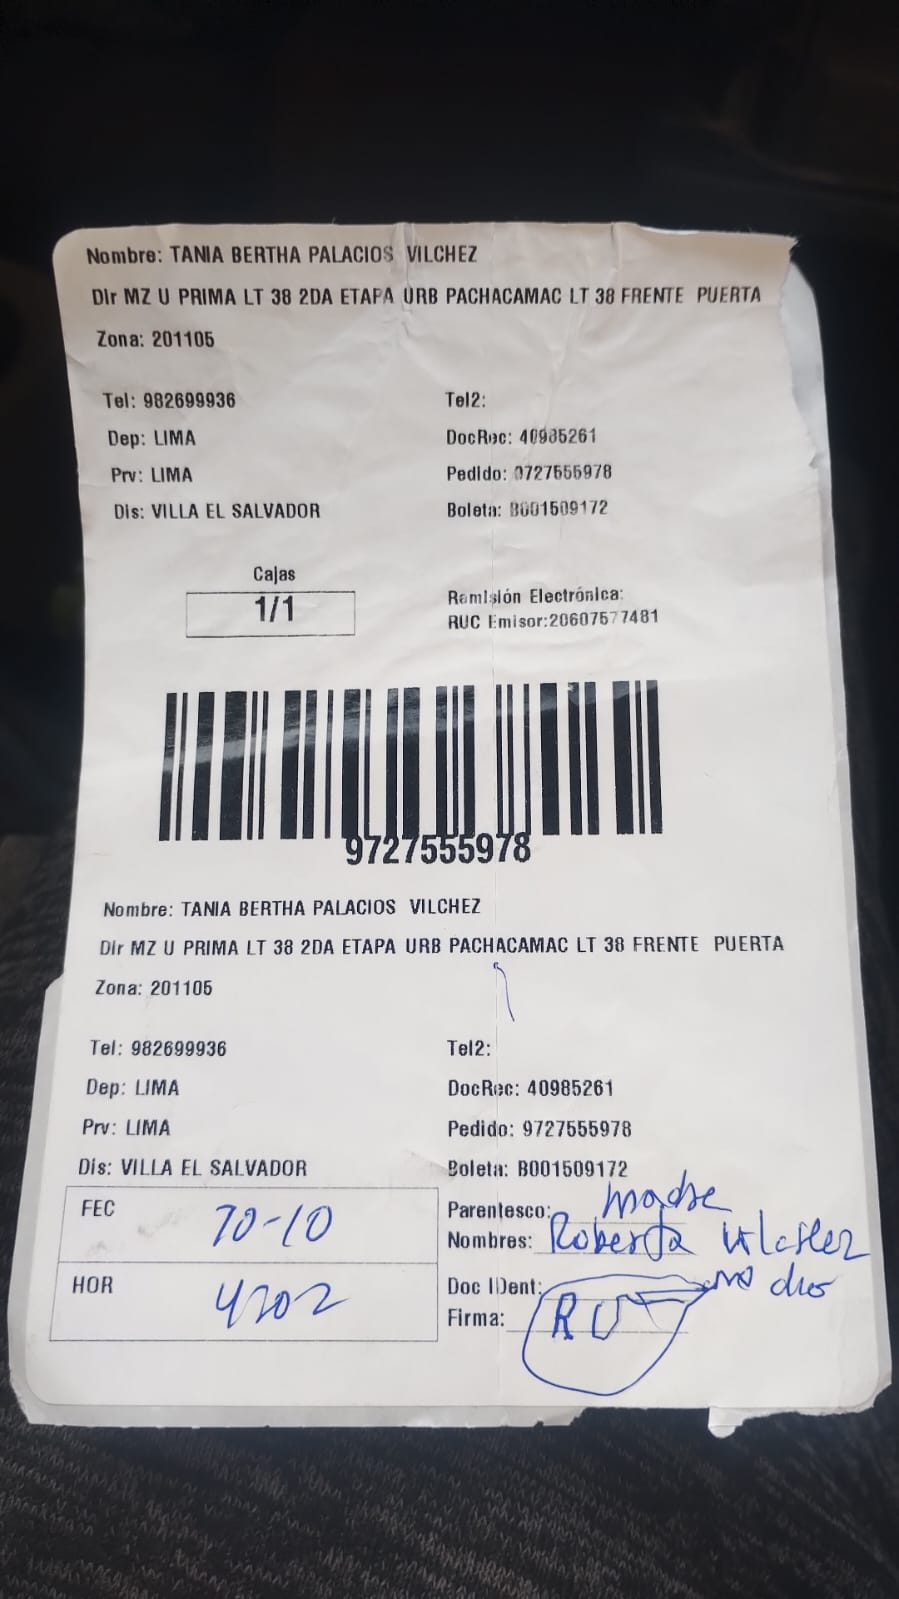 Nombre: TANIA BERTHA PALACIOS VILCHEZ
Dir MZ U PRIMA LT 38 2DA ETAPA URB PACHACAMAC LT 38 FRENTE PUERTA
Zona: 201105
Tel: 982699936 Tel2:
Dep: LIMA DocRec: 40985261
Prv: LIMA Pedido: 9727555978
Dis: VILLA EL SALVADOR Boleta: B001509172
Cajas
1/1
Remisión Electrónica:
RUC Emisor:20607577481
9727555978
Nombre: TANIA BERTHA PALACIOS VILCHEZ
Dir MZ U PRIMA LT 38 2DA ETAPA URB PACHACAMAC LT 38 FRENTE PUERTA
Zona: 201105
Tel: 982699936 Tel2:
Dep: LIMA DocRec: 40985261
Prv: LIMA Pedido: 9727555978
Dis: VILLA EL SALVADOR Boleta: B001509172
FEC Parentesco: madre
Nombres: Roberta
HOR Doc IDent: no dio
Firma: RV